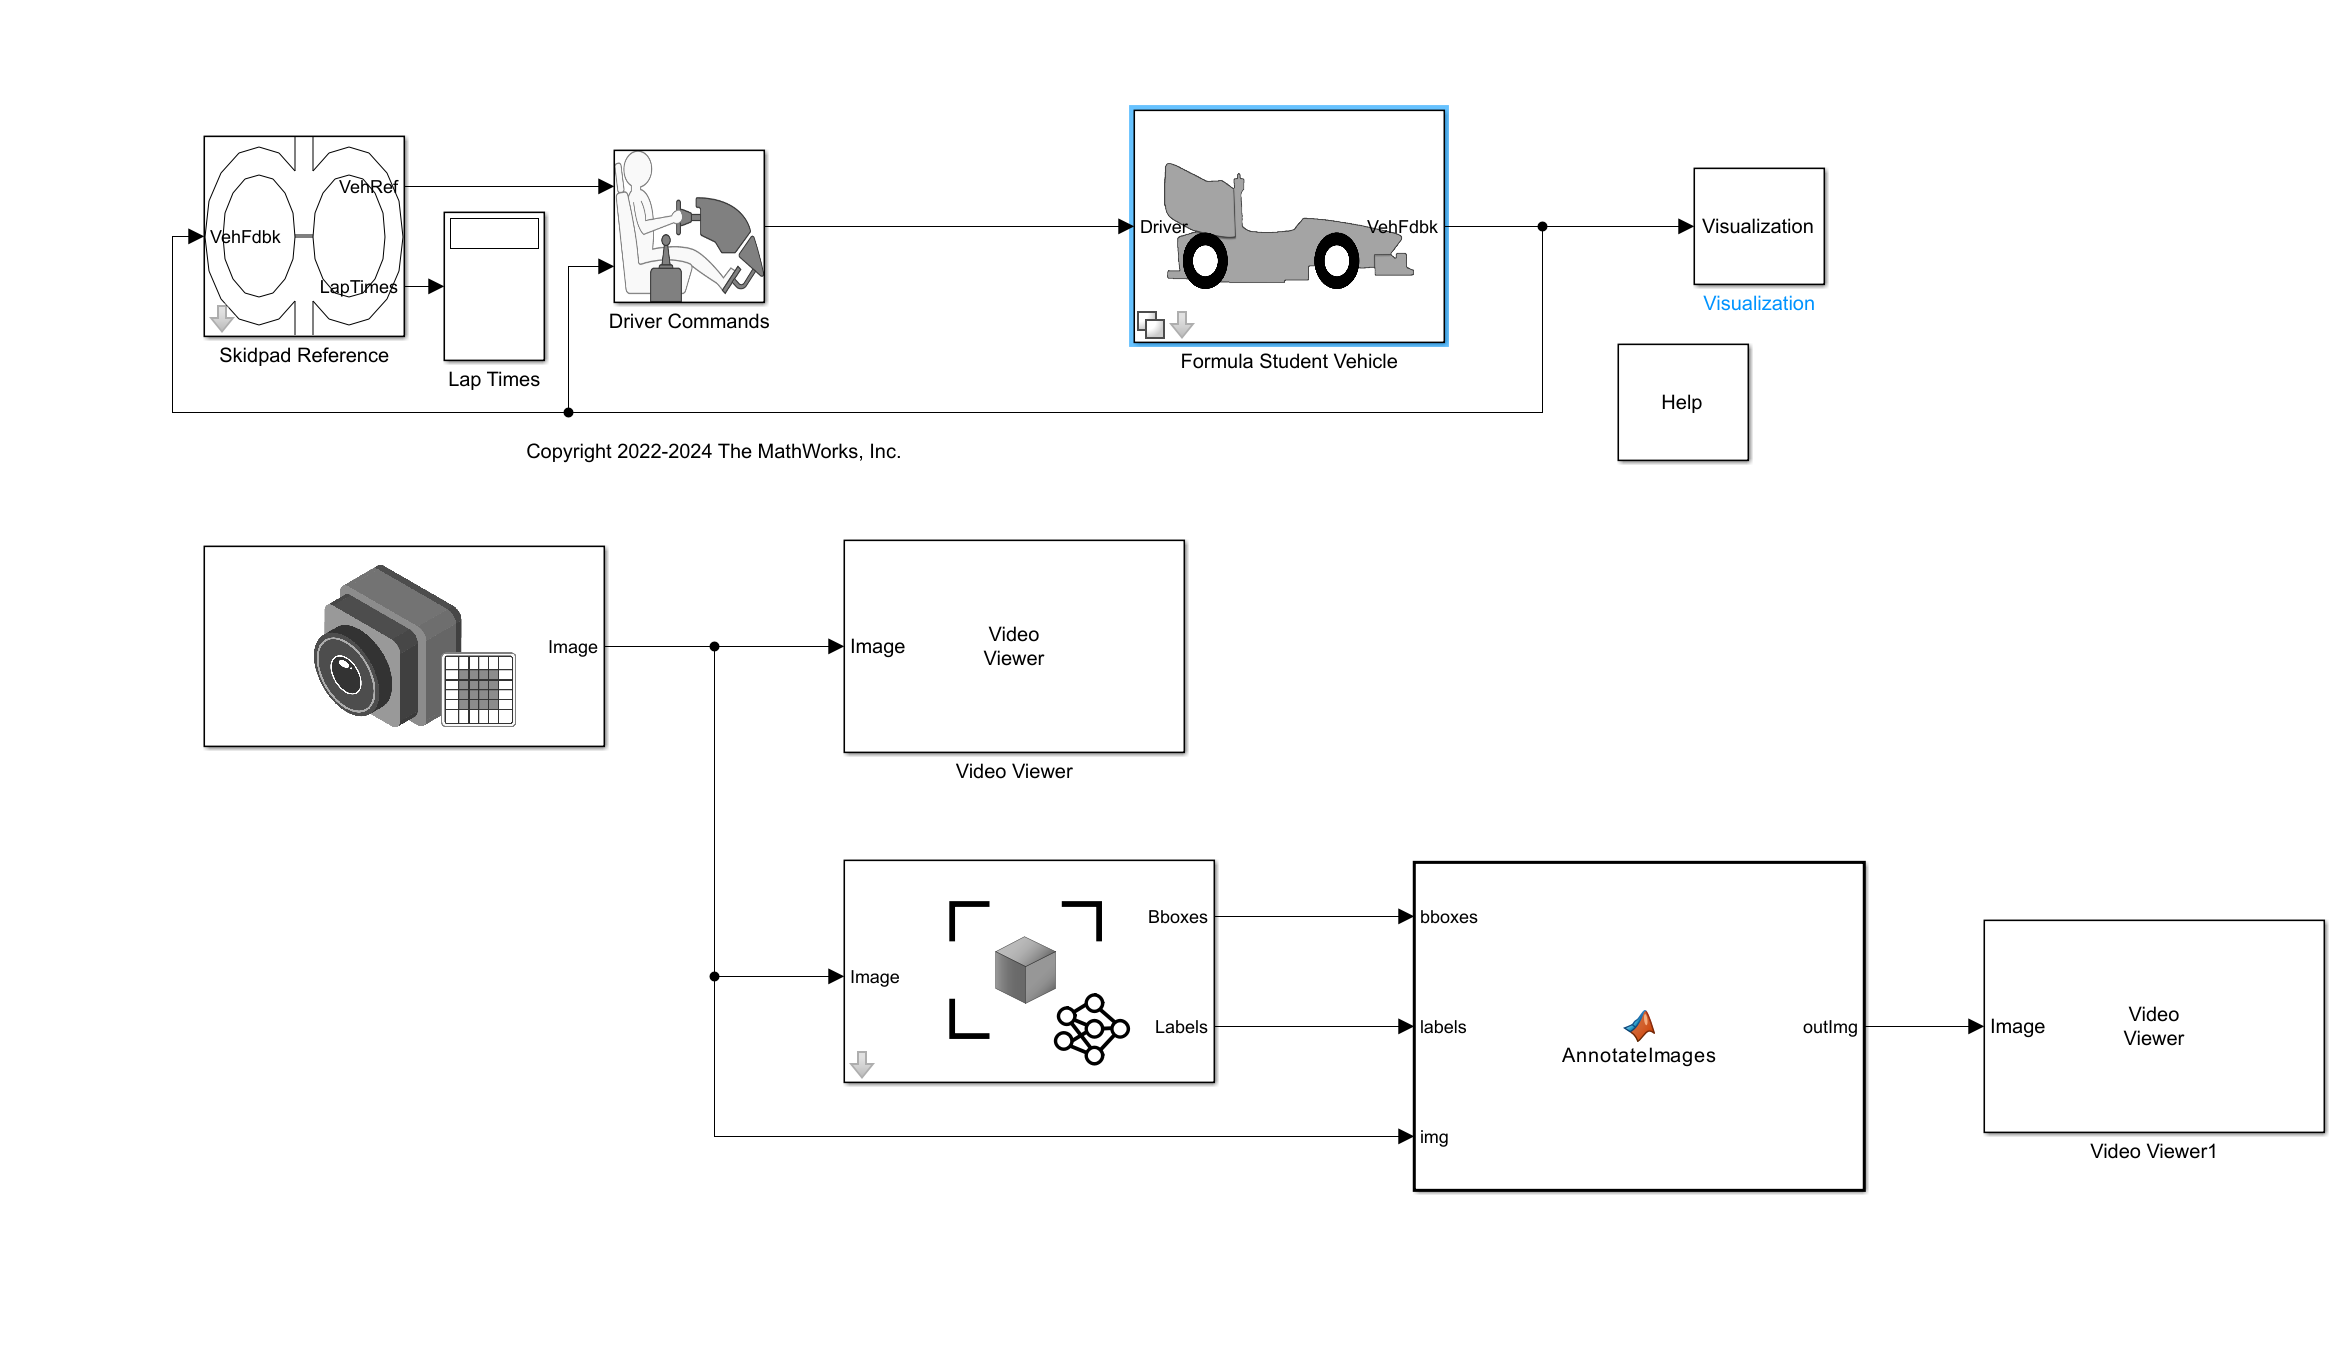 VehRef
VehFdbk
LapTimes
Skidpad Reference
Lap Times
Driver Commands
Driver
VehFdbk
Formula Student Vehicle
Visualization
Visualization
Help
Copyright 2022-2024 The MathWorks, Inc.
Image
Image
Video
Viewer
Video Viewer
Image
Bboxes
Labels
bboxes
labels
img
AnnotateImages
outImg
Image
Video
Viewer
Video Viewer1